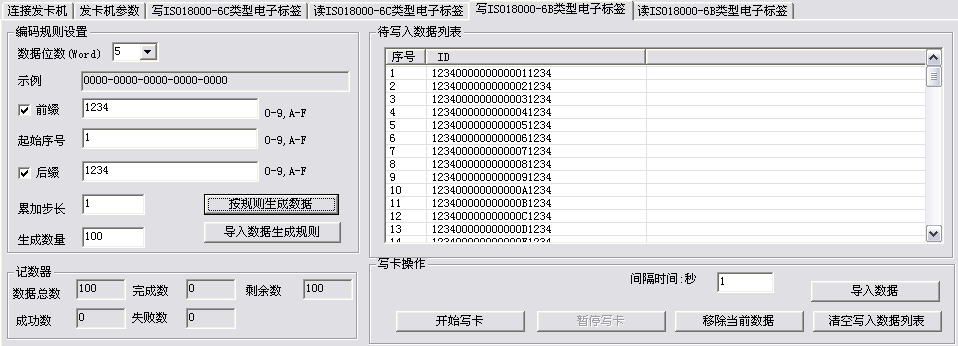 连接发卡机 发卡机参数 写ISO18000-6C类型电子标签 读ISO18000-6C类型电子标签 写ISO18000-6B类型电子标签 读ISO18000-6B类型电子标签
编码规则设置
数据位数(Word) 5
示例 0000-0000-0000-0000-0000
前缀 1234 0-9,A-F
起始序号 1 0-9,A-F
后缀 1234 0-9,A-F
累加步长 1 按规则生成数据
生成数量 100 导入数据生成规则
记数器
数据总数 100 完成数 0 剩余数 100
成功数 0 失败数 0
待写入数据列表
序号 ID
1 12340000000000011234
2 12340000000000021234
3 12340000000000031234
4 12340000000000041234
5 12340000000000051234
6 12340000000000061234
7 12340000000000071234
8 12340000000000081234
9 12340000000000091234
10 123400000000000A1234
11 123400000000000B1234
12 123400000000000C1234
13 123400000000000D1234
14 123400000000000E1234
写卡操作
间隔时间:秒 1 导入数据
开始写卡 暂停写卡 移除当前数据 清空写入数据列表